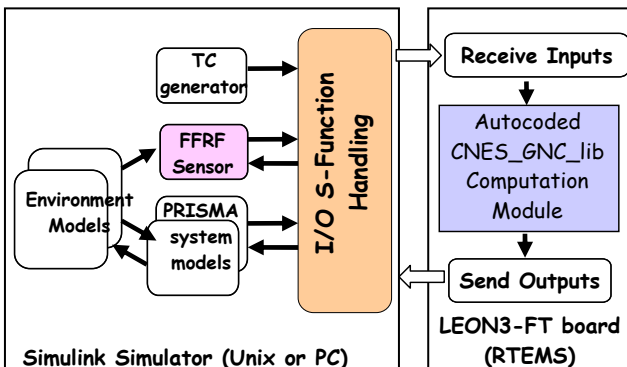 TC
generator
FFRF
Sensor
Environment
Models
PRISMA
system
models
I/O S-Function
Handling
Simulink Simulator (Unix or PC)
Receive Inputs
Autocoded
CNES_GNC_lib
Computation
Module
Send Outputs
LEON3-FT board
(RTEMS)